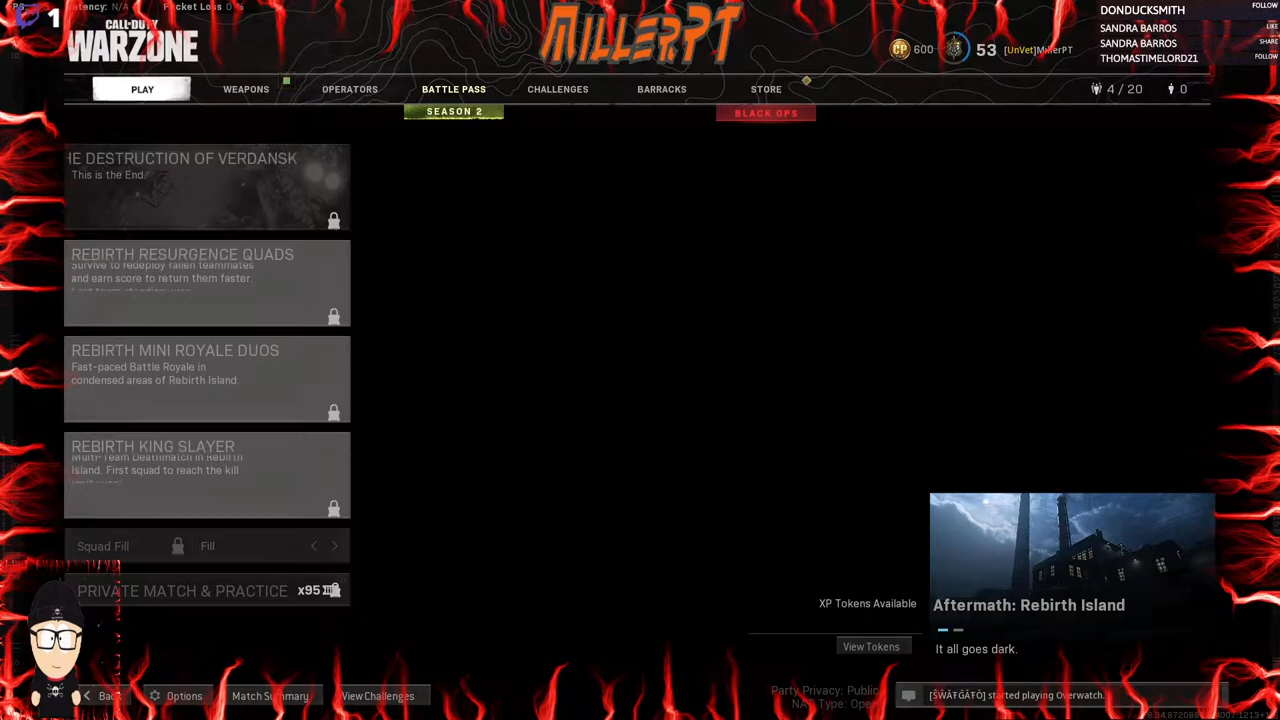 1
Latency: N/A
Packet Loss 0 %
CALL OF DUTY
WARZONE
MILLERPT
CP 600
53
[UnVet]MillerPT
DONDUCKSMITH FOLLOW
SANDRA BARROS LIKE
SANDRA BARROS SHARE
THOMASTIMELORD21 FOLLOW
PLAY
WEAPONS
OPERATORS
BATTLE PASS
CHALLENGES
BARRACKS
STORE
4 / 20
0
SEASON 2
BLACK OPS
HE DESTRUCTION OF VERDANSK
This is the End.
REBIRTH RESURGENCE QUADS
Survive to redeploy fallen teammates
and earn score to return them faster.
REBIRTH MINI ROYALE DUOS
Fast-paced Battle Royale in
condensed areas of Rebirth Island.
REBIRTH KING SLAYER
Multi-Team Deathmatch in Rebirth
Island. First squad to reach the kill
Squad Fill
Fill
PRIVATE MATCH & PRACTICE
x95
XP Tokens Available
View Tokens
Aftermath: Rebirth Island
It all goes dark.
Back
Options
Match Summary
View Challenges
Party Privacy: Public
NAT Type: Open
[ŚŴÀŤĜÁŤÖ] started playing Overwatch.